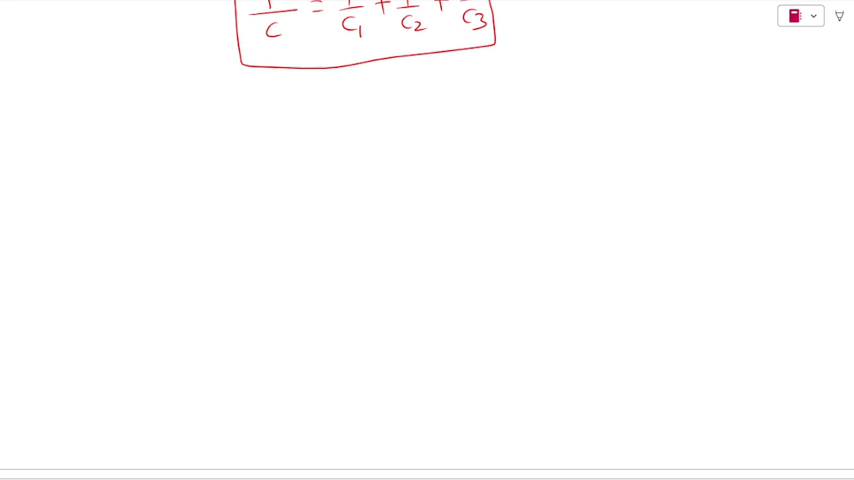 1/C = 1/C₁ + 1/C₂ + 1/C₃